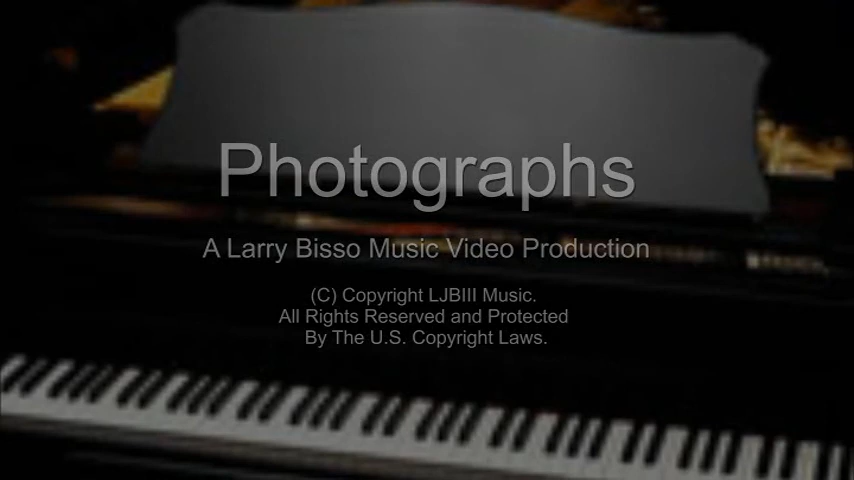 Photographs
A Larry Bisso Music Video Production
(C) Copyright LJBIII Music.
All Rights Reserved and Protected
By The U.S. Copyright Laws.